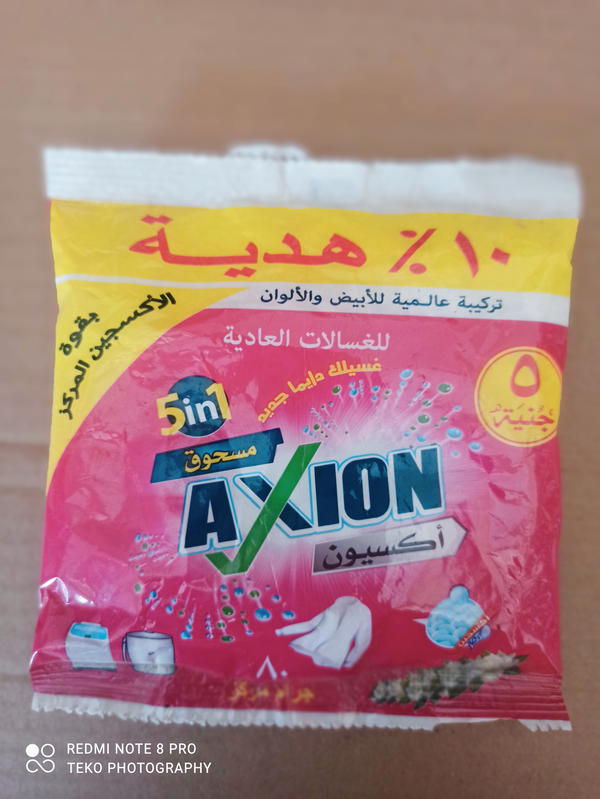 ١٠٪ هدية
تركيبة عالمية للأبيض والألوان
بقوة
الأكسجين المركز
للغسالات العادية
غسيلك دايما جديد
5in1
٥
جنيه
مسحوق
AXION
أكسيون
٨٠
جرام مركز
REDMI NOTE 8 PRO
TEKO PHOTOGRAPHY